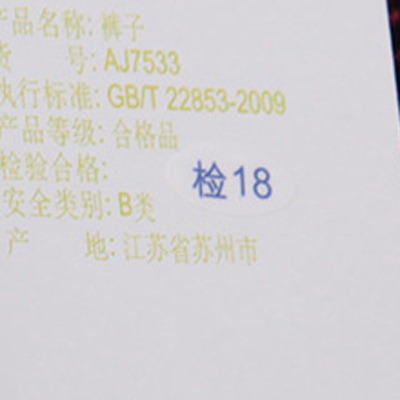 产品名称: 裤子
货 号: AJ7533
执行标准: GB/T 22853-2009
产品等级: 合格品
检验合格: 检18
安全类别: B类
产 地: 江苏省苏州市